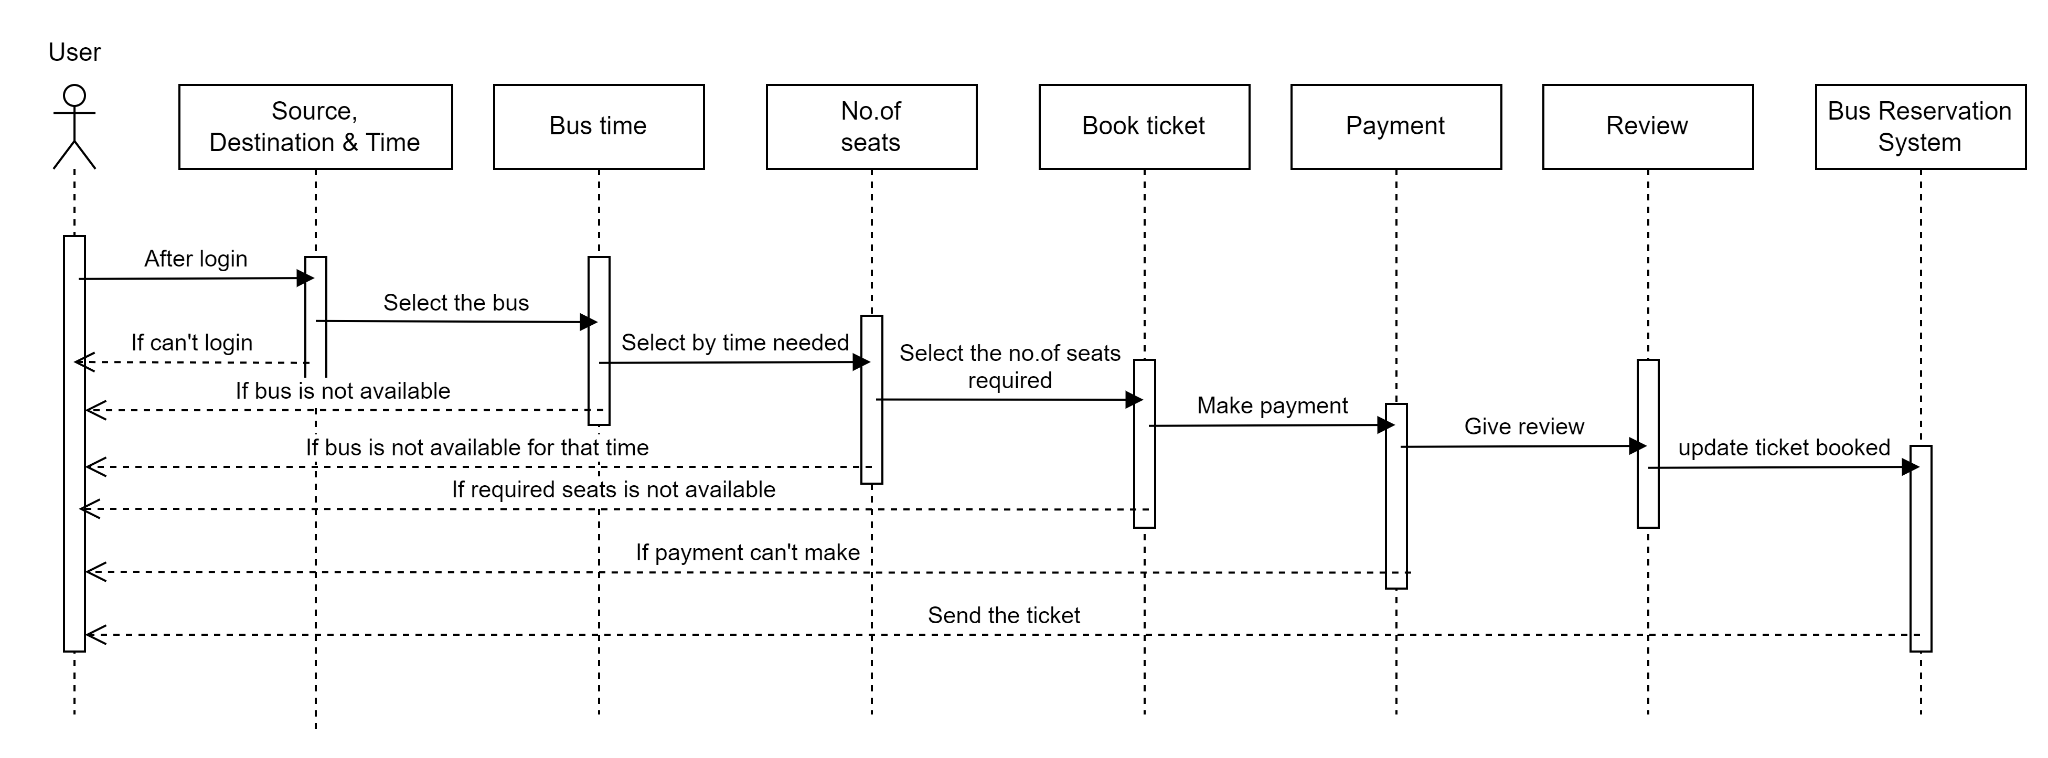 User
Source,
Destination & Time
Bus time
No.of
seats
Book ticket
Payment
Review
Bus Reservation
System
After login
Select the bus
If can't login
Select by time needed
Select the no.of seats
required
If bus is not available
Make payment
Give review
If bus is not available for that time
update ticket booked
If required seats is not available
If payment can't make
Send the ticket